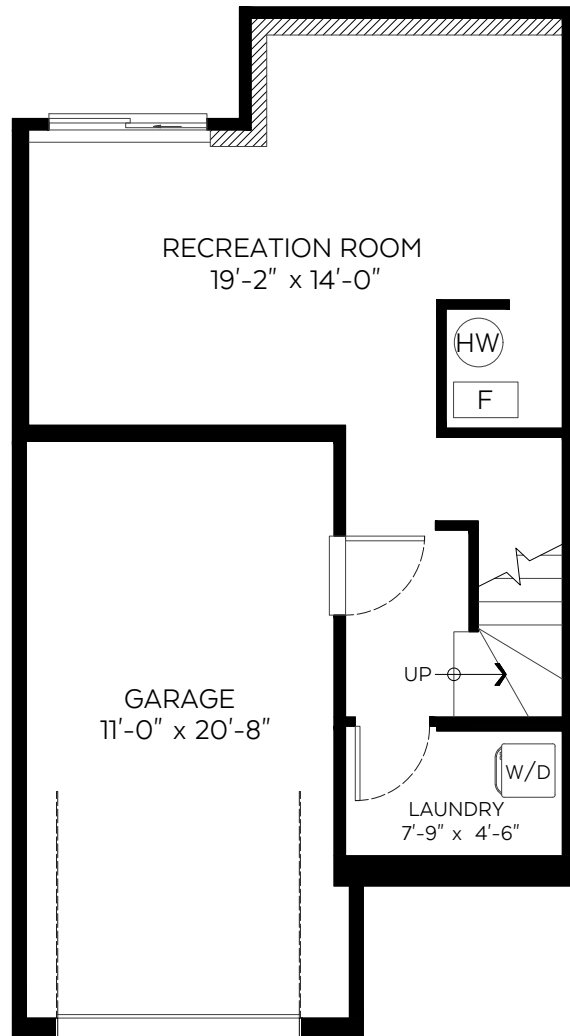 RECREATION ROOM
19'-2" x 14'-0"
HW
F
UP
GARAGE
11'-0" x 20'-8"
W/D
LAUNDRY
7'-9" x 4'-6"